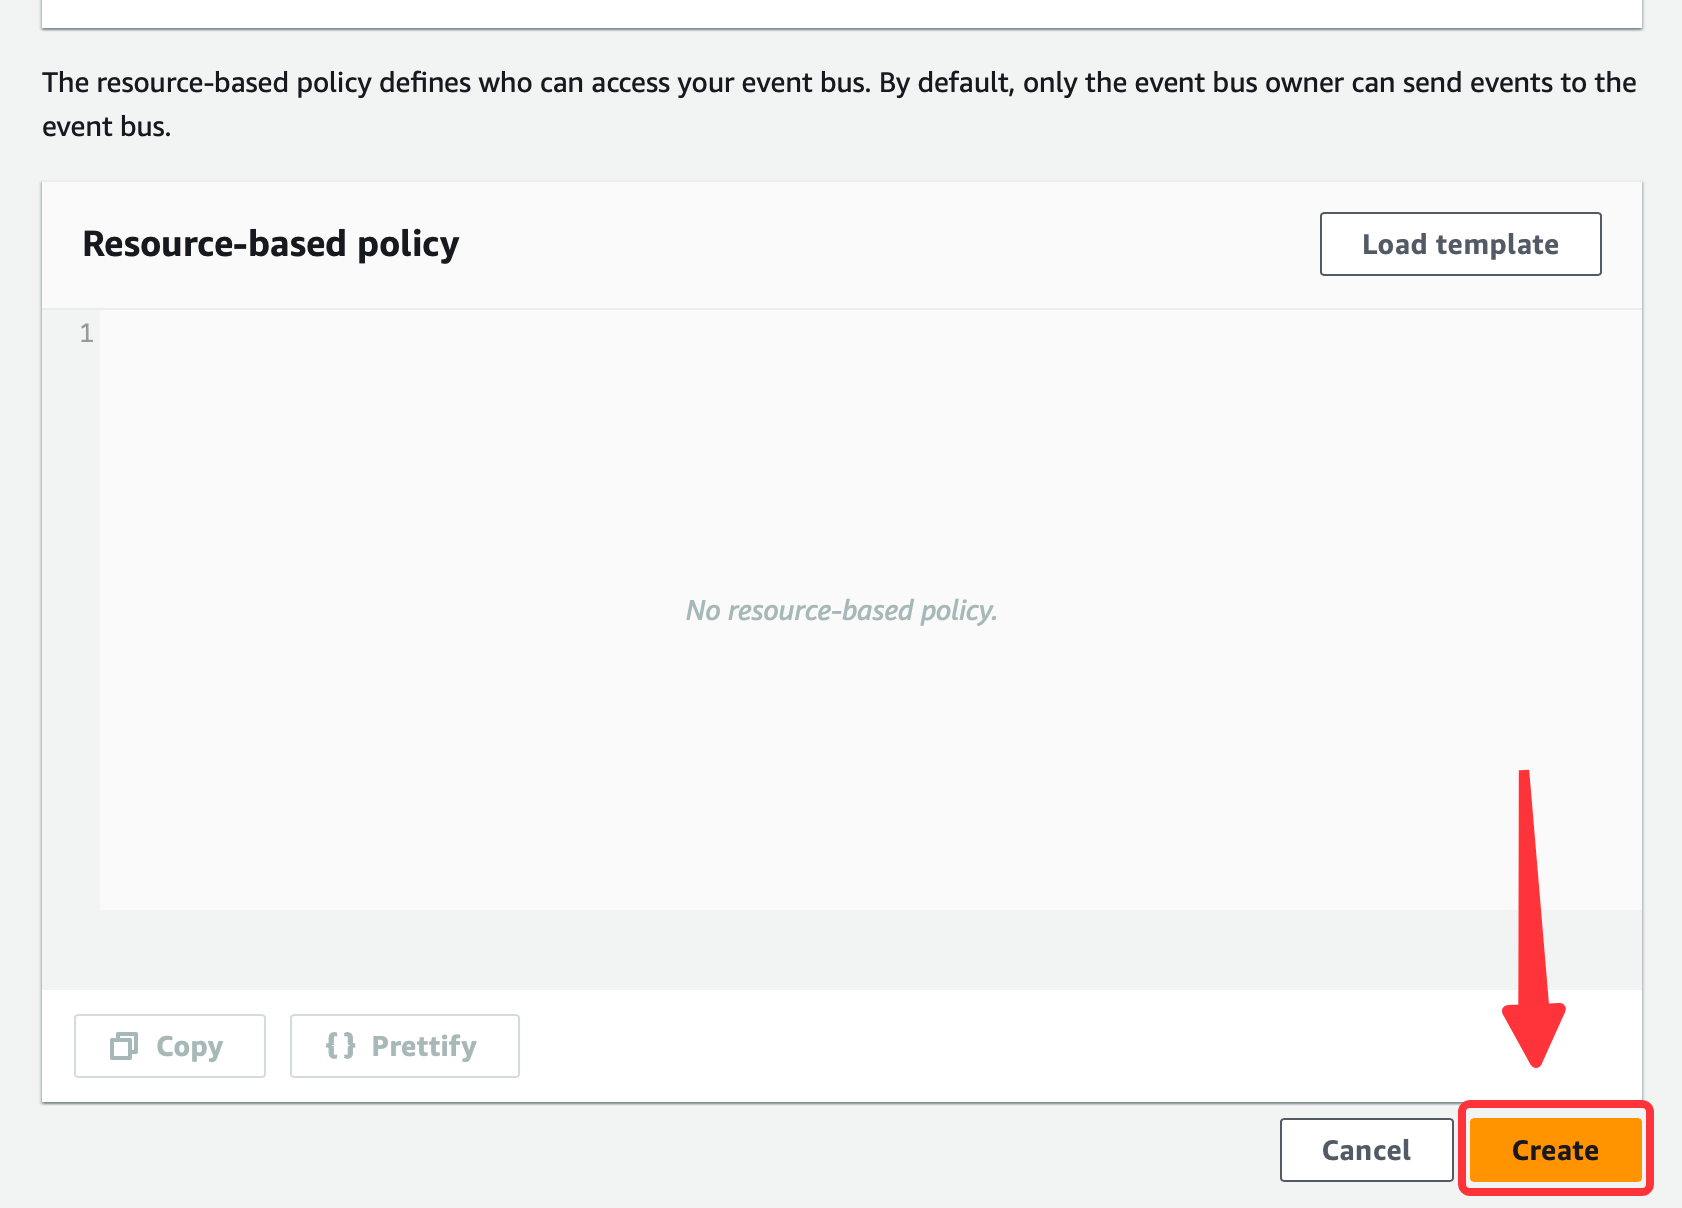 The resource-based policy defines who can access your event bus. By default, only the event bus owner can send events to the
event bus.
Resource-based policy
Load template
1
No resource-based policy.
Copy
{ } Prettify
Cancel
Create